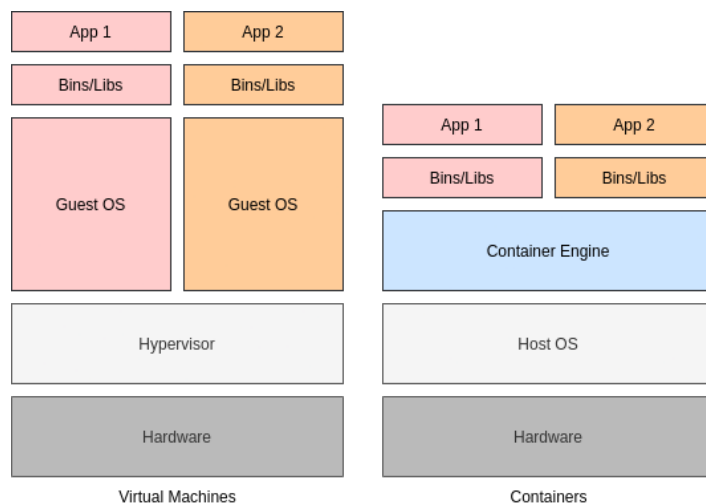 App 1
App 2
Bins/Libs
Bins/Libs
Guest OS
Guest OS
Hypervisor
Hardware
Virtual Machines
App 1
App 2
Bins/Libs
Bins/Libs
Container Engine
Host OS
Hardware
Containers